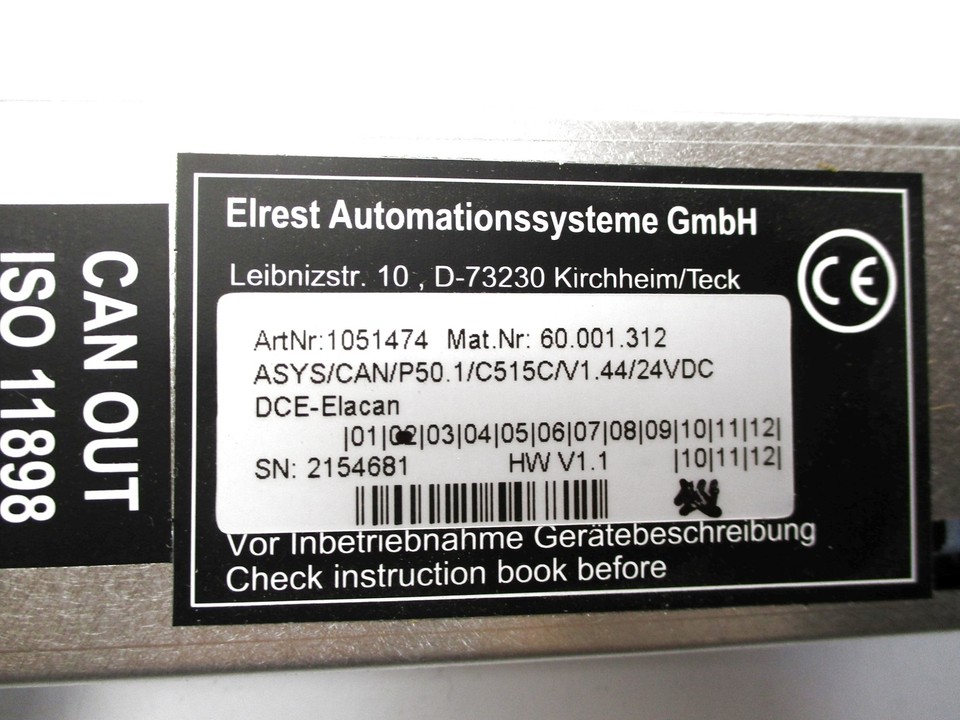 Elrest Automationssysteme GmbH
Leibnizstr. 10 , D-73230 Kirchheim/Teck
CE
ArtNr:1051474 Mat.Nr: 60.001.312
ASYS/CAN/P50.1/C515C/V1.44/24VDC
DCE-Elacan
|01|02|03|04|05|06|07|08|09|10|11|12|
SN: 2154681 HW V1.1 |10|11|12|
Vor Inbetriebnahme Gerätebeschreibung
Check instruction book before
CAN OUT
ISO 11898